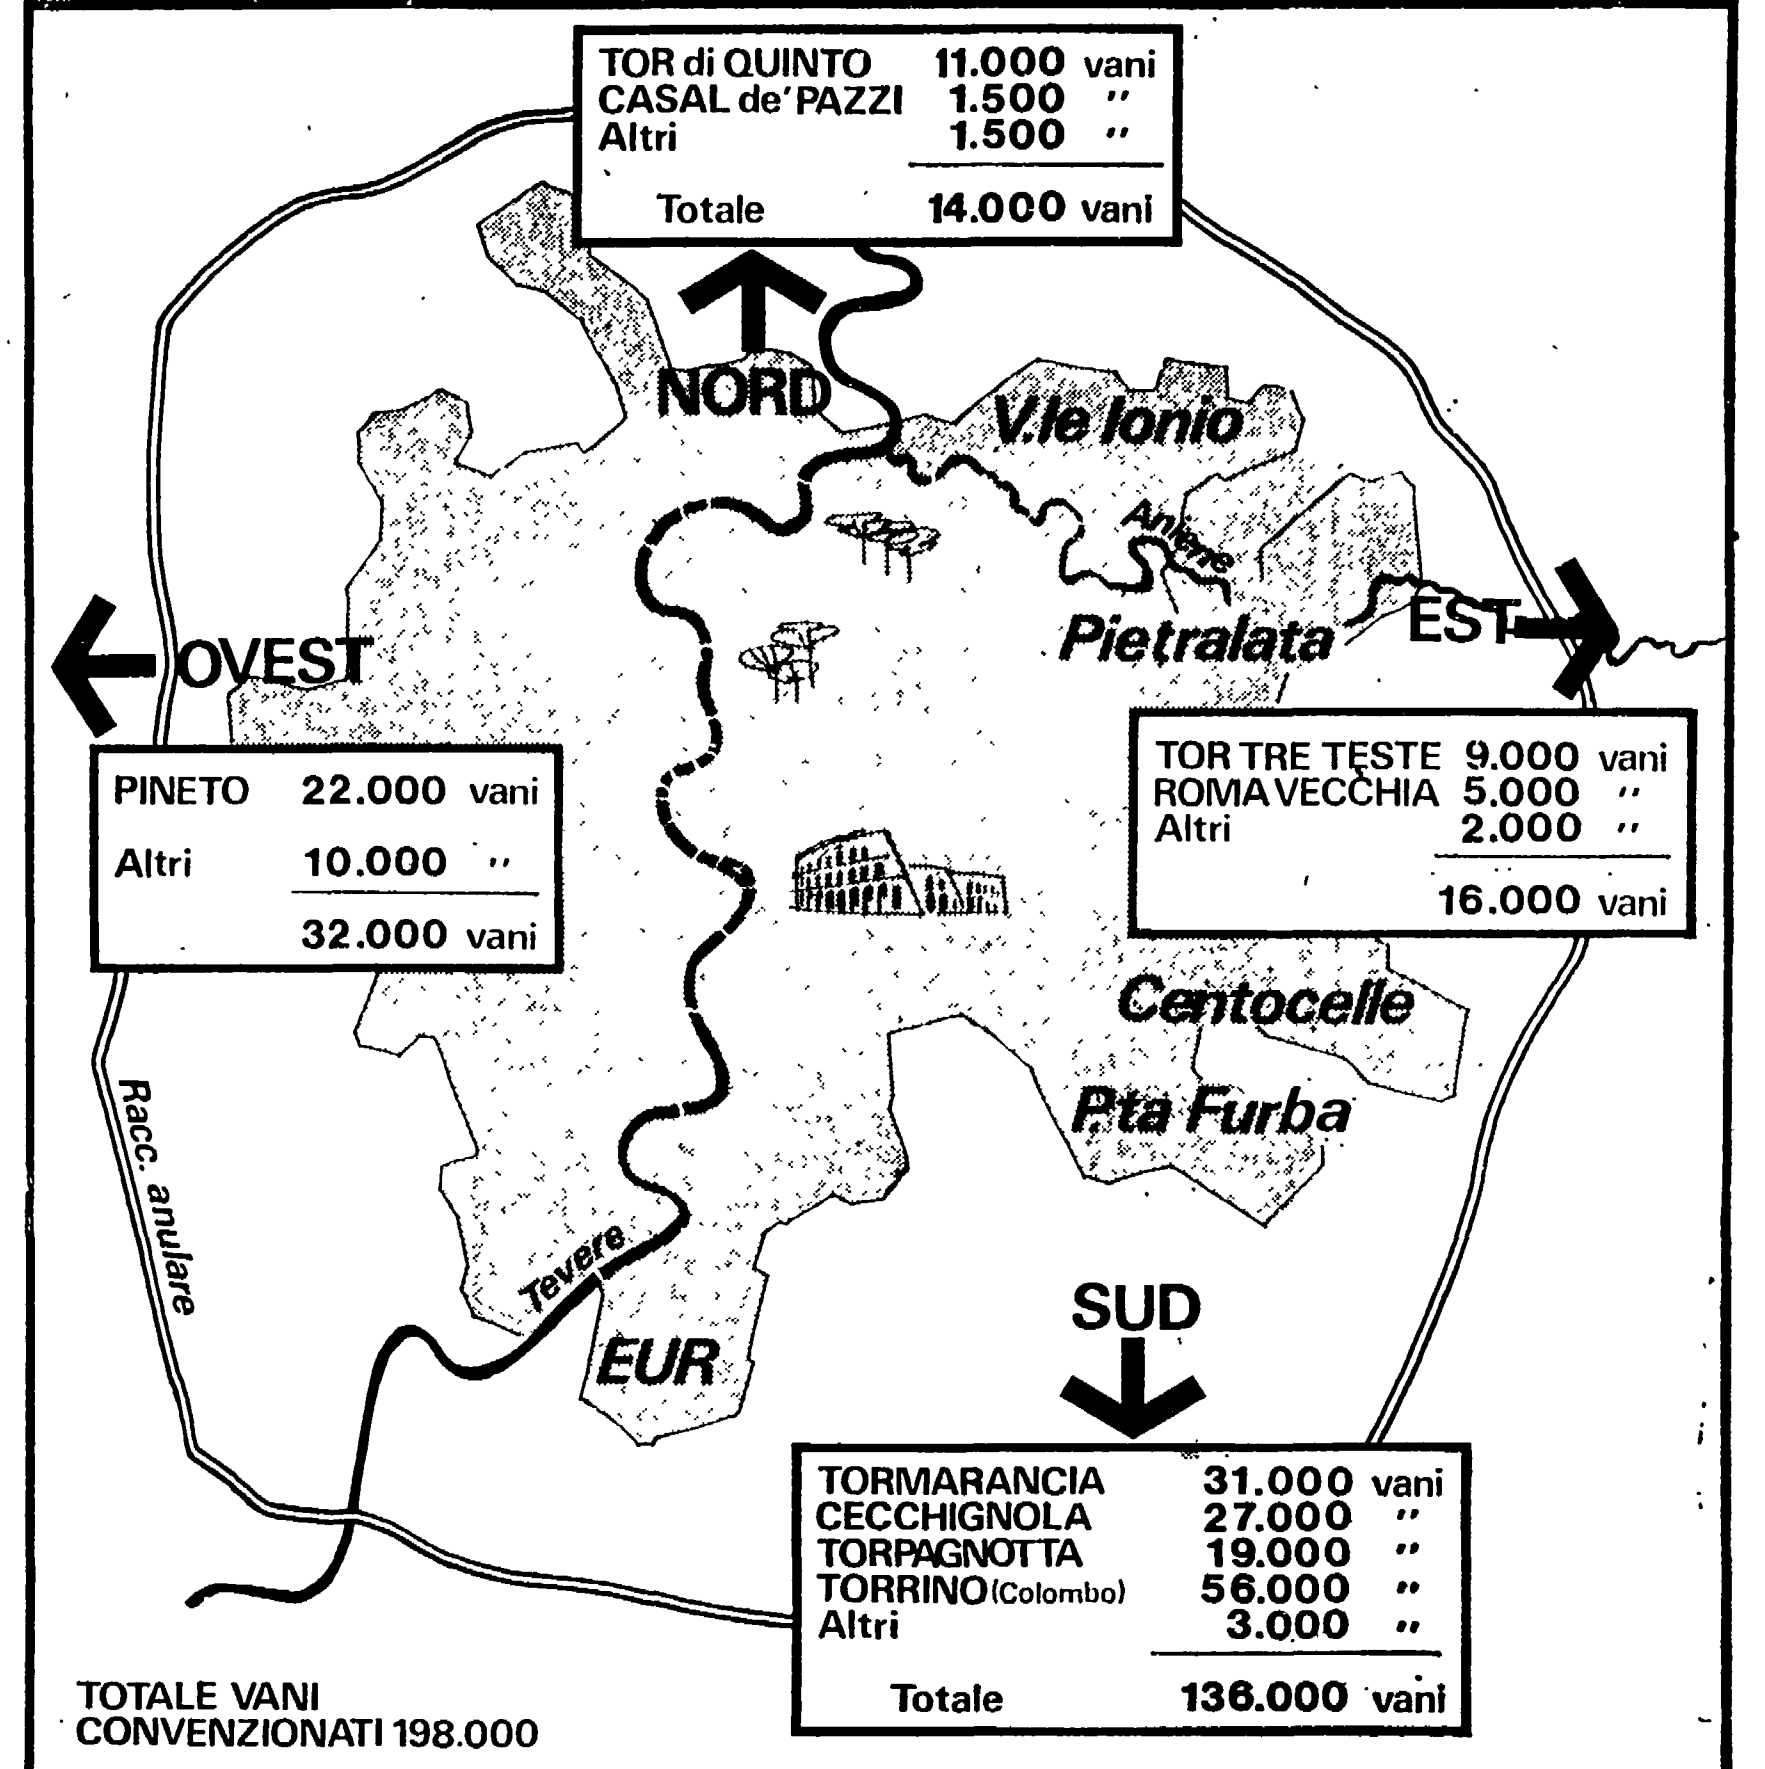 TOR di QUINTO 11.000 vani
CASAL de' PAZZI 1.500 "
Altri 1.500 "
Totale 14.000 vani
NORD
V.le Ionio
Aniene
Pietralata
EST
OVEST
PINETO 22.000 vani
Altri 10.000 "
32.000 vani
TOR TRE TESTE 9.000 vani
ROMA VECCHIA 5.000 "
Altri 2.000 "
16.000 vani
Centocelle
P.ta Furba
Racc. anulare
Tevere
EUR
SUD
TORMARANCIA 31.000 vani
CECCHIGNOLA 27.000 "
TORPAGNOTTA 19.000 "
TORRINO (Colombo) 56.000 "
Altri 3.000 "
Totale 136.000 vani
TOTALE VANI
CONVENZIONATI 198.000